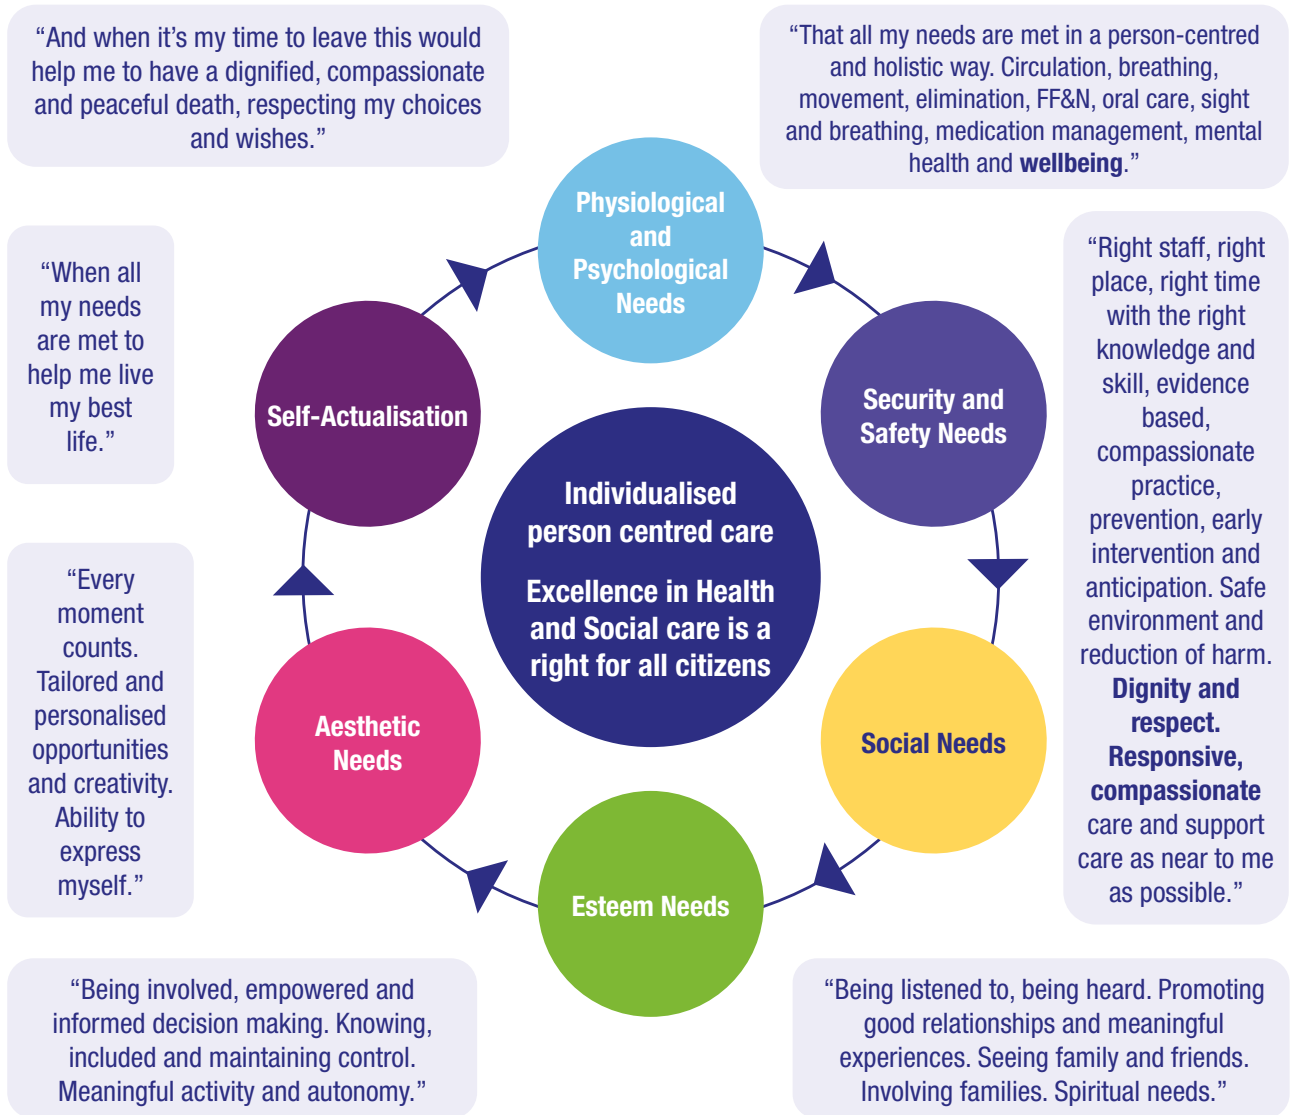 “And when it’s my time to leave this would
help me to have a dignified, compassionate
and peaceful death, respecting my choices
and wishes.”
“That all my needs are met in a person-centred
and holistic way. Circulation, breathing,
movement, elimination, FF&N, oral care, sight
and breathing, medication management, mental
health and wellbeing.”
Physiological
and
Psychological
Needs
“When all
my needs
are met to
help me live
my best
life.”
Self-Actualisation
Security and
Safety Needs
“Right staff, right
place, right time
with the right
knowledge and
skill, evidence
based,
compassionate
practice,
prevention, early
intervention and
anticipation. Safe
environment and
reduction of harm.
Dignity and
respect.
Responsive,
compassionate
care and support
care as near to me
as possible.”
Individualised
person centred care
Excellence in Health
and Social care is a
right for all citizens
“Every
moment
counts.
Tailored and
personalised
opportunities
and creativity.
Ability to
express
myself.”
Aesthetic
Needs
Social Needs
Esteem Needs
“Being involved, empowered and
informed decision making. Knowing,
included and maintaining control.
Meaningful activity and autonomy.”
“Being listened to, being heard. Promoting
good relationships and meaningful
experiences. Seeing family and friends.
Involving families. Spiritual needs.”